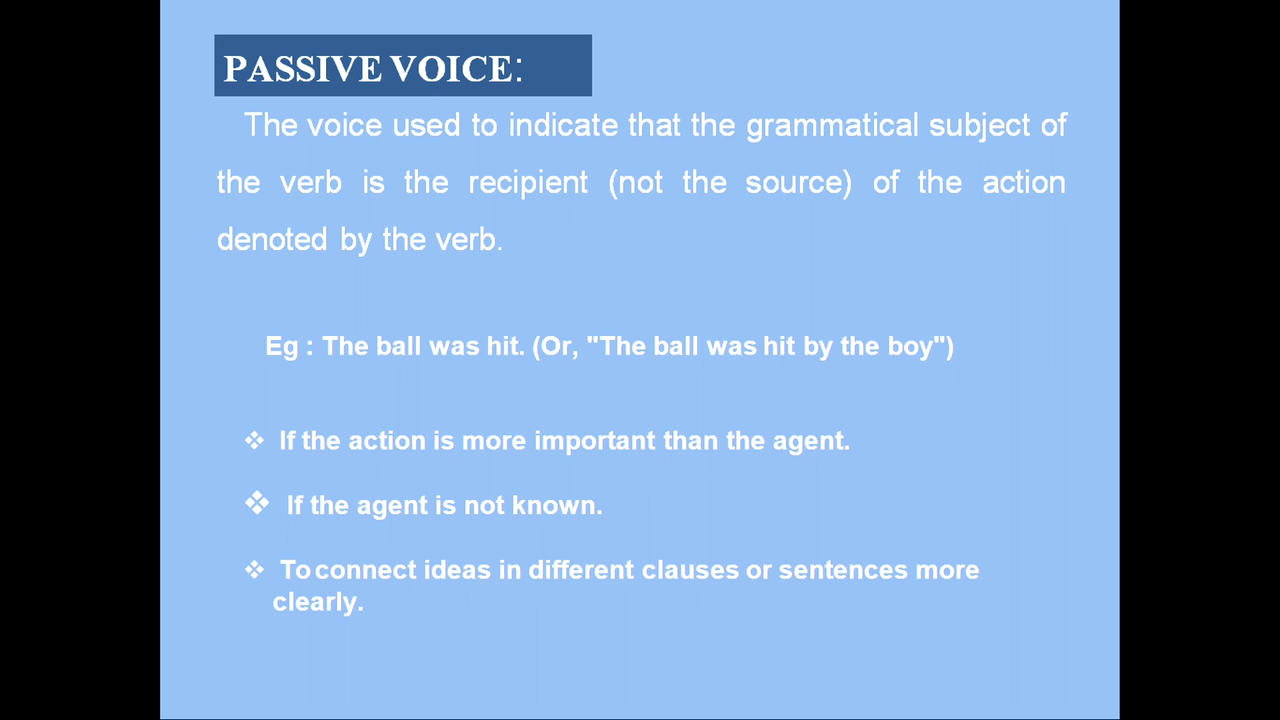 PASSIVE VOICE:
The voice used to indicate that the grammatical subject of
the verb is the recipient (not the source) of the action
denoted by the verb.
Eg : The ball was hit. (Or, "The ball was hit by the boy")
❖ If the action is more important than the agent.
❖ If the agent is not known.
❖ To connect ideas in different clauses or sentences more
clearly.